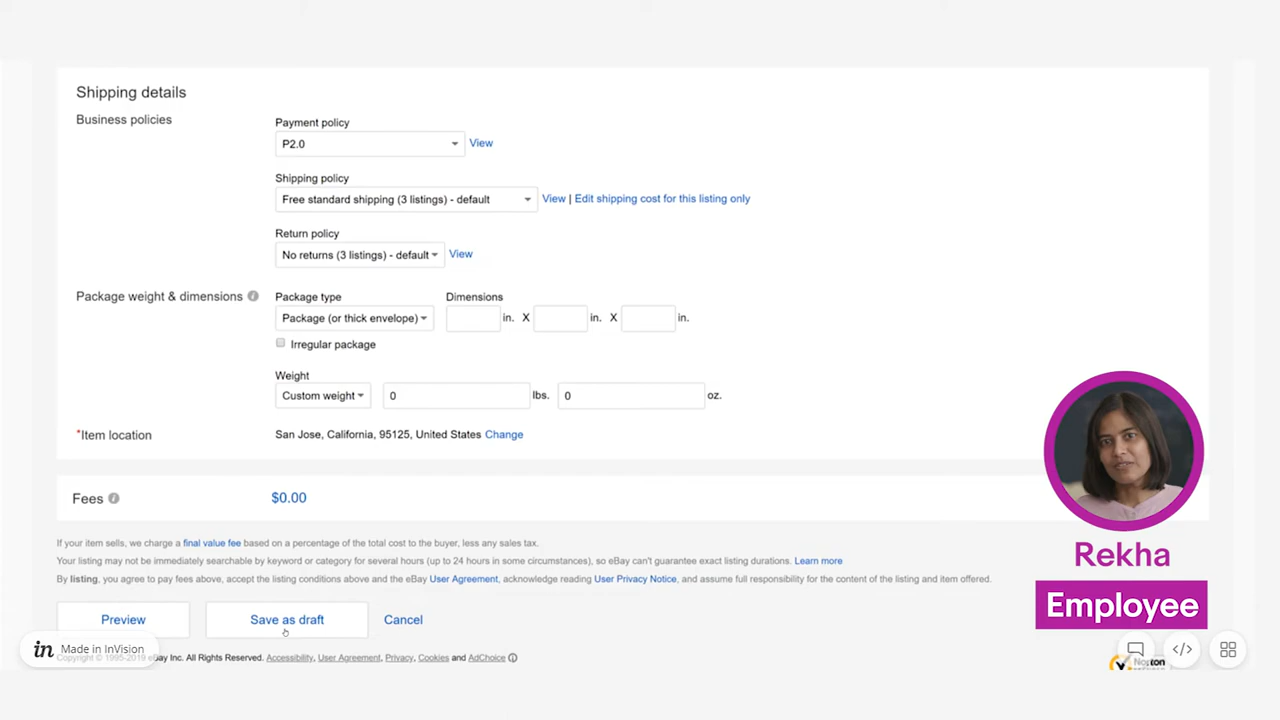 Shipping details
Business policies
Payment policy
P2.0 View
Shipping policy
Free standard shipping (3 listings) - default View | Edit shipping cost for this listing only
Return policy
No returns (3 listings) - default View
Package weight & dimensions Package type Dimensions
Package (or thick envelope) in. X in. X in.
Irregular package
Weight
Custom weight 0 lbs. 0 oz.
*Item location San Jose, California, 95125, United States Change
Fees $0.00
If your item sells, we charge a final value fee based on a percentage of the total cost to the buyer, less any sales tax.
Your listing may not be immediately searchable by keyword or category for several hours (up to 24 hours in some circumstances), so eBay can't guarantee exact listing durations. Learn more
By listing, you agree to pay fees above, accept the listing conditions above and the eBay User Agreement, acknowledge reading User Privacy Notice, and assume full responsibility for the content of the listing and item offered.
Rekha
Employee
Preview Save as draft Cancel
in Made in InVision
Copyright © 1995-2019 eBay Inc. All Rights Reserved. Accessibility, User Agreement, Privacy, Cookies and AdChoice
Norton